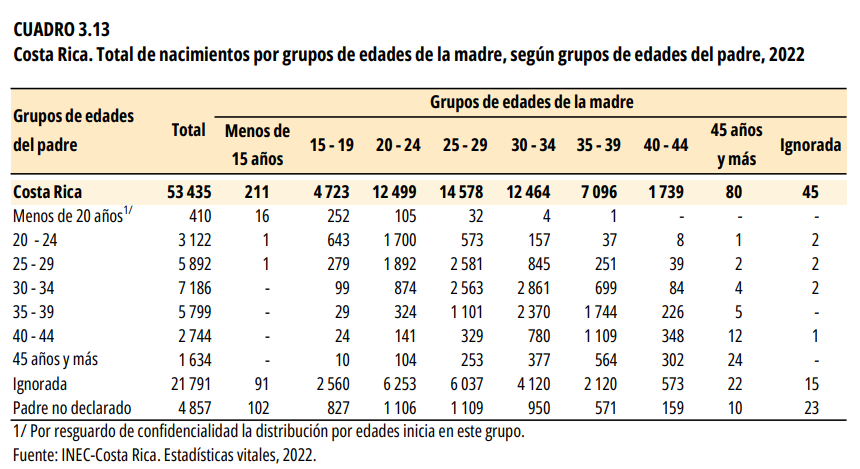 CUADRO 3.13
Costa Rica. Total de nacimientos por grupos de edades de la madre, según grupos de edades del padre, 2022
Grupos de edades del padre Total Grupos de edades de la madre
Menos de 15 años 15 - 19 20 - 24 25 - 29 30 - 34 35 - 39 40 - 44 45 años y más Ignorada
Costa Rica 53 435 211 4 723 12 499 14 578 12 464 7 096 1 739 80 45
Menos de 20 años1/ 410 16 252 105 32 4 1 - - -
20 - 24 3 122 1 643 1 700 573 157 37 8 1 2
25 - 29 5 892 1 279 1 892 2 581 845 251 39 2 2
30 - 34 7 186 - 99 874 2 563 2 861 699 84 4 2
35 - 39 5 799 - 29 324 1 101 2 370 1 744 226 5 -
40 - 44 2 744 - 24 141 329 780 1 109 348 12 1
45 años y más 1 634 - 10 104 253 377 564 302 24 -
Ignorada 21 791 91 2 560 6 253 6 037 4 120 2 120 573 22 15
Padre no declarado 4 857 102 827 1 106 1 109 950 571 159 10 23
1/ Por resguardo de confidencialidad la distribución por edades inicia en este grupo.
Fuente: INEC-Costa Rica. Estadísticas vitales, 2022.